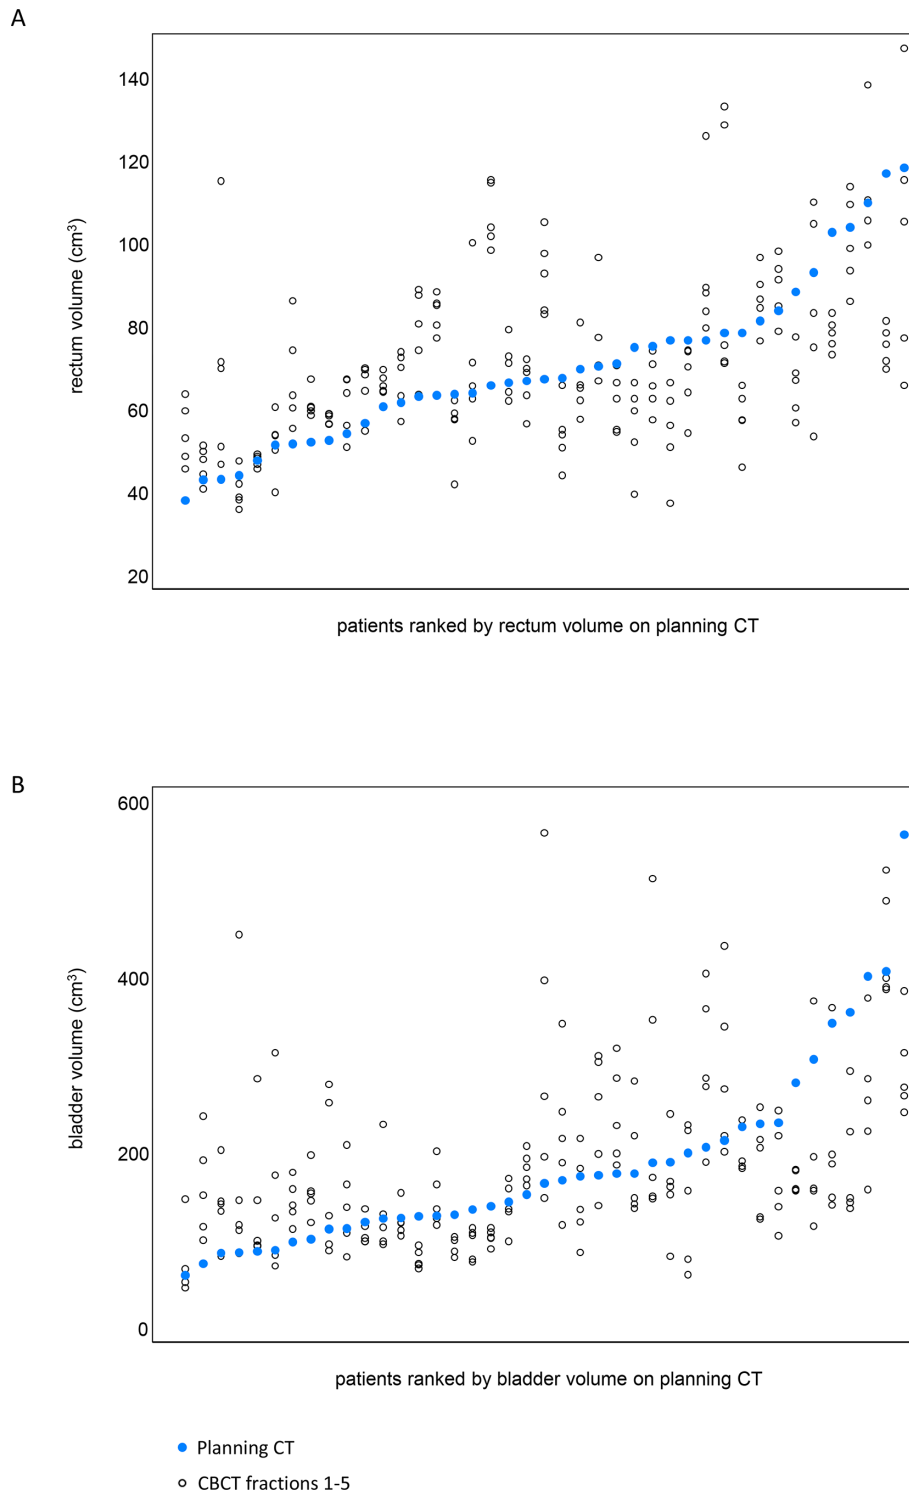 A
140
120
100
80
60
40
20
rectum volume (cm³)
patients ranked by rectum volume on planning CT
B
600
400
200
0
bladder volume (cm³)
patients ranked by bladder volume on planning CT
Planning CT
CBCT fractions 1-5